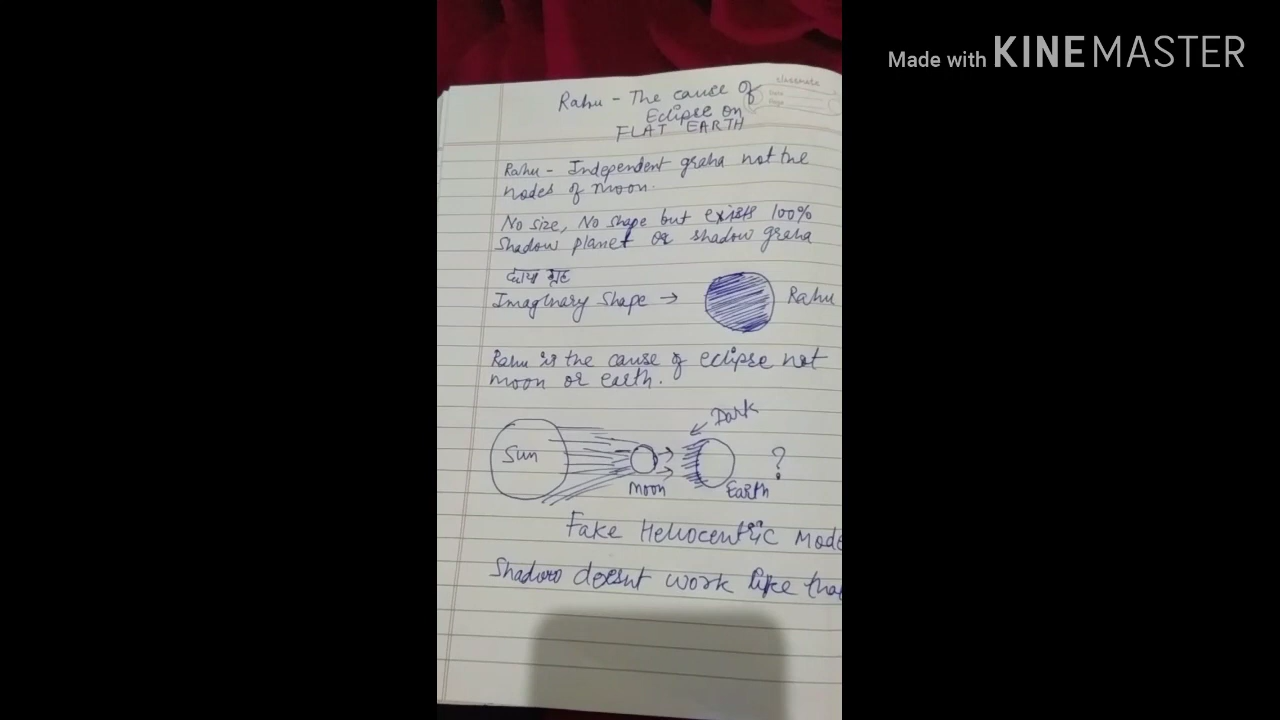 Made with KINEMASTER
classmate
Date
Page
Rahu - The cause of
Eclipse on
FLAT EARTH
Rahu - Independent graha not the
nodes of moon.
No size, No shape but exists 100%
Shadow planet or shadow graha
छाया ग्रह
Imaginary Shape → Rahu
Rahu is the cause of eclipse not
moon or earth.
Dark
Sun
?
Moon
Earth
Fake Heliocentric Mode
Shadow doesnt work like tha